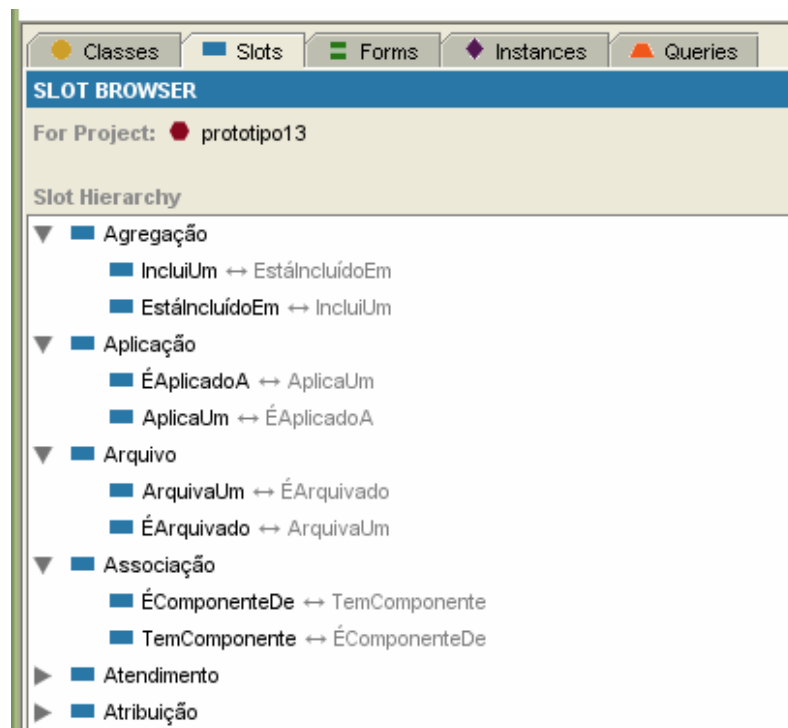 Classes Slots Forms Instances Queries
SLOT BROWSER
For Project: prototipo13
Slot Hierarchy
Agregação
IncluiUm ↔ EstáIncluídoEm
EstáIncluídoEm ↔ IncluiUm
Aplicação
ÉAplicadoA ↔ AplicaUm
AplicaUm ↔ ÉAplicadoA
Arquivo
ArquivaUm ↔ ÉArquivado
ÉArquivado ↔ ArquivaUm
Associação
ÉComponenteDe ↔ TemComponente
TemComponente ↔ ÉComponenteDe
Atendimento
Atribuição